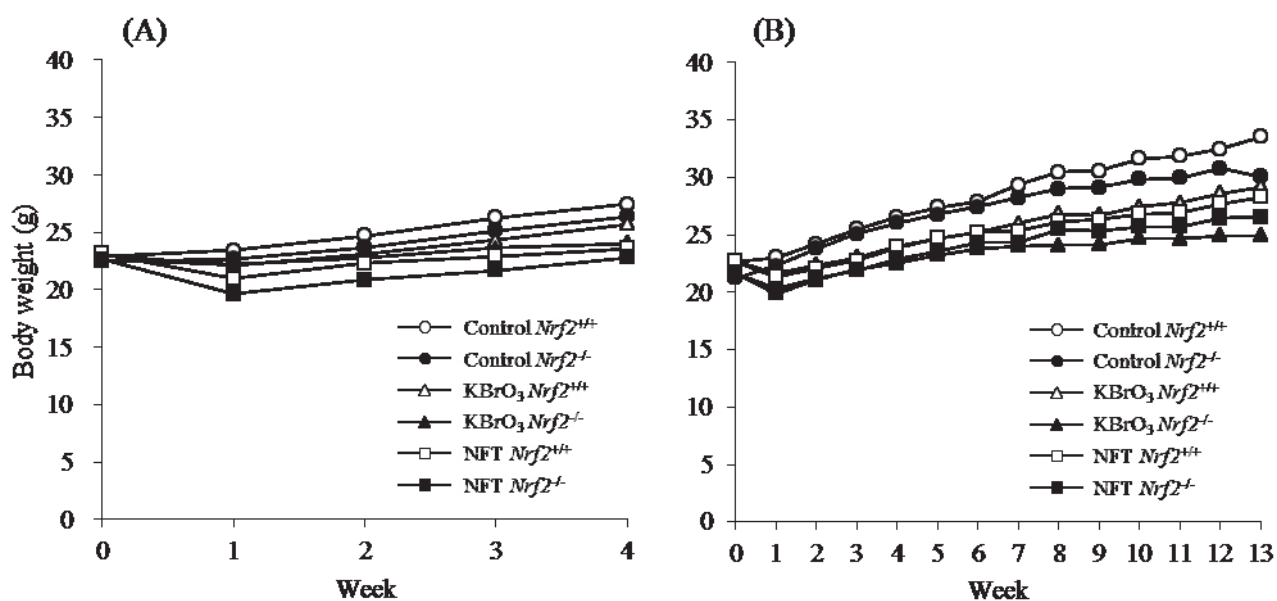 (A)
40
35
30
25
20
15
10
5
0
Body weight (g)
0 1 2 3 4
Week
Control Nrf2+/+
Control Nrf2-/-
KBrO3 Nrf2+/+
KBrO3 Nrf2-/-
NFT Nrf2+/+
NFT Nrf2-/-
(B)
40
35
30
25
20
15
10
5
0
0 1 2 3 4 5 6 7 8 9 10 11 12 13
Week
Control Nrf2+/+
Control Nrf2-/-
KBrO3 Nrf2+/+
KBrO3 Nrf2-/-
NFT Nrf2+/+
NFT Nrf2-/-